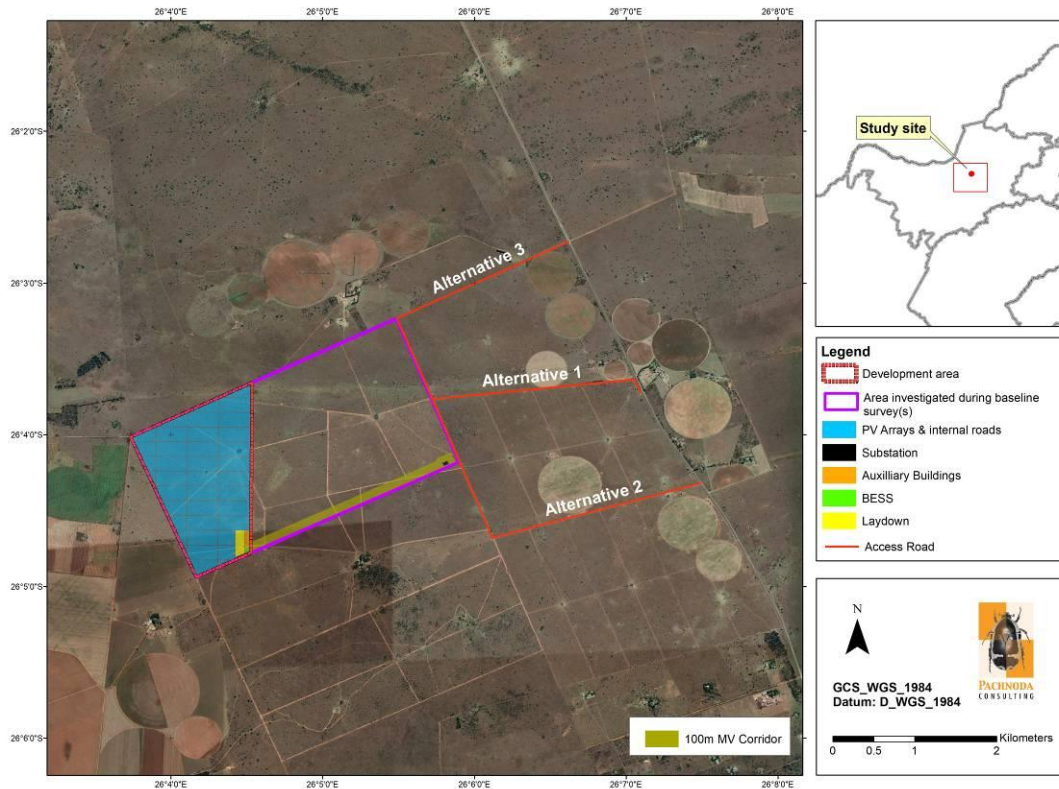 26°4'0"E
26°5'0"E
26°6'0"E
26°7'0"E
26°8'0"E
26°2'0"S
26°3'0"S
26°4'0"S
26°5'0"S
26°6'0"S
Alternative 3
Alternative 1
Alternative 2
100m MV Corridor
26°4'0"E
26°5'0"E
26°6'0"E
26°7'0"E
26°8'0"E
Study site
Legend
Development area
Area investigated during baseline
survey(s)
PV Arrays & internal roads
Substation
Auxilliary Buildings
BESS
Laydown
Access Road
N
PACHNODA
CONSULTING
GCS_WGS_1984
Datum: D_WGS_1984
Kilometers
0 0.5 1 2